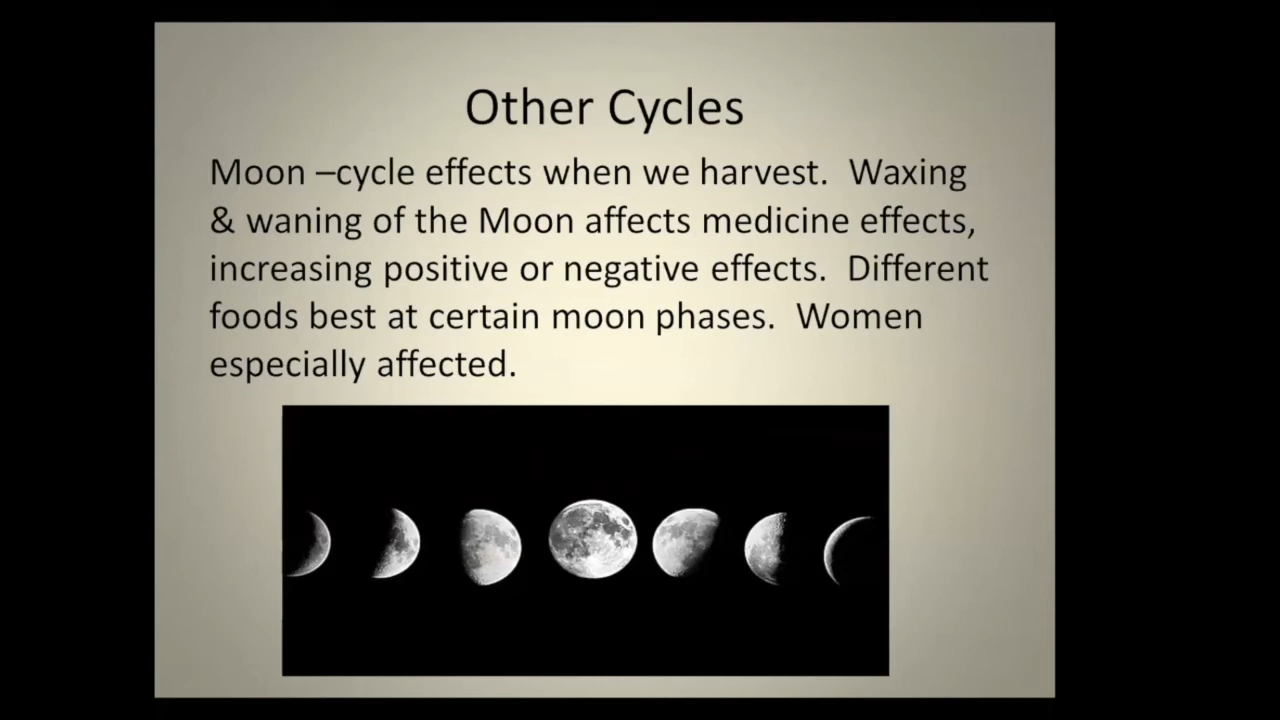 Other Cycles
Moon –cycle effects when we harvest.  Waxing
& waning of the Moon affects medicine effects,
increasing positive or negative effects.  Different
foods best at certain moon phases.  Women
especially affected.